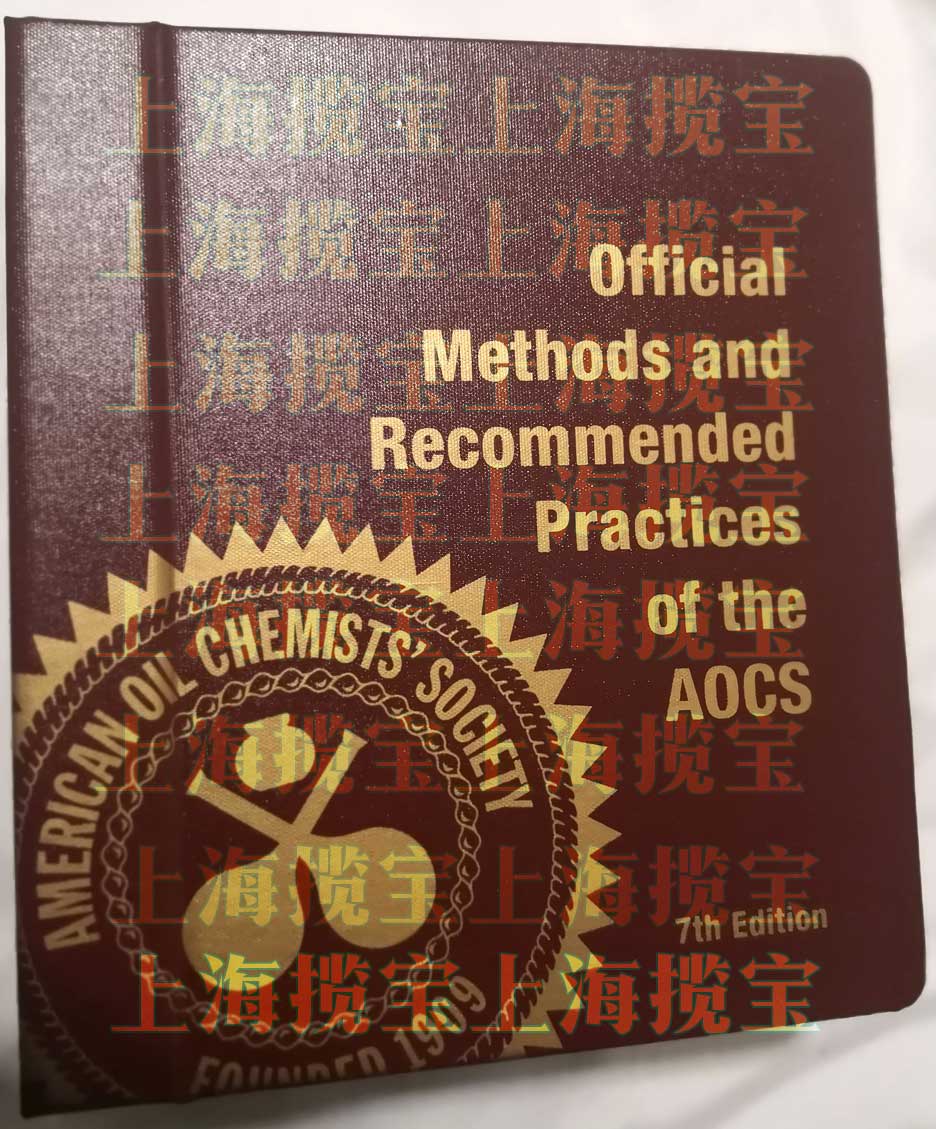 上海揽宝上海揽宝
上海揽宝上海揽宝
Official
上海揽宝上海揽宝
Methods and
Recommended
上海揽宝上海揽宝
Practices
上海揽宝上海揽宝
of the
AOCS
上海揽宝上海揽宝
AMERICAN OIL CHEMISTS' SOCIETY
上海揽宝上海揽宝
7th Edition
上海揽宝上海揽宝
FOUNDED 1909